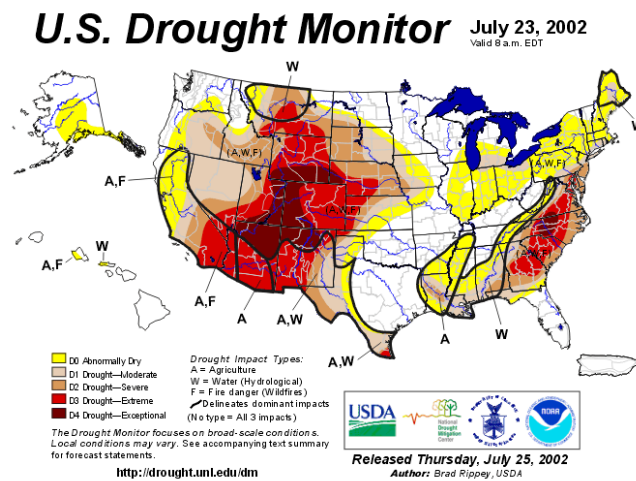 U.S. Drought Monitor
July 23, 2002
Valid 8 a.m. EDT
W
(A,W,F)
(A,W,F)
A,F
(A,W,F)
W
A,F
A,F
A
A,W
A,W
A
W
D0 Abnormally Dry
D1 Drought—Moderate
D2 Drought—Severe
D3 Drought—Extreme
D4 Drought—Exceptional
Drought Impact Types:
A = Agriculture
W = Water (Hydrological)
F = Fire danger (Wildfires)
Delineates dominant impacts
(No type = All 3 impacts)
The Drought Monitor focuses on broad-scale conditions.
Local conditions may vary. See accompanying text summary
for forecast statements.
http://drought.unl.edu/dm
USDA
National
Drought
Mitigation
Center
NOAA
Released Thursday, July 25, 2002
Author: Brad Rippey, USDA